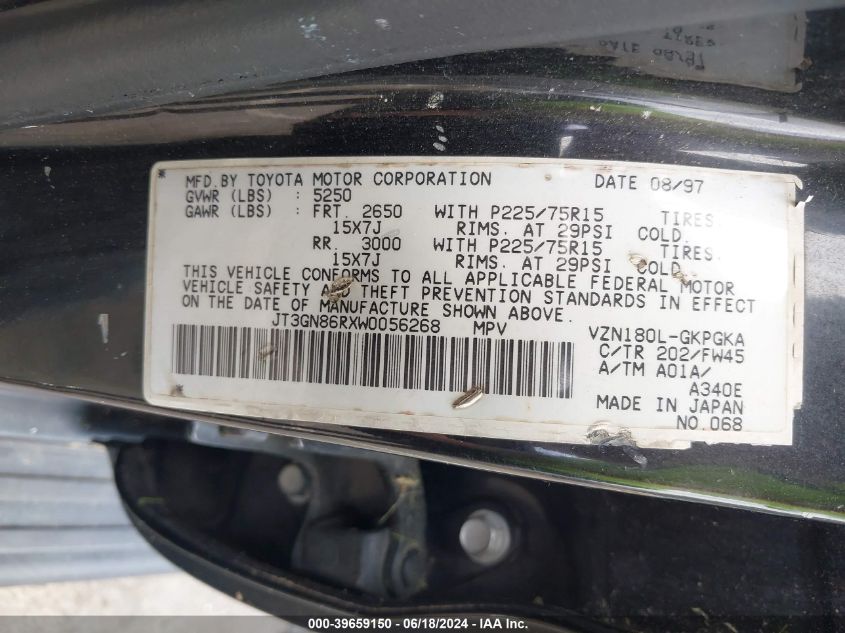 MFD.BY TOYOTA MOTOR CORPORATION DATE 08/97
GVWR (LBS) : 5250
GAWR (LBS) : FRT. 2650 WITH P225/75R15 TIRES
15X7J RIMS. AT 29PSI COLD.
RR. 3000 WITH P225/75R15 TIRES.
15X7J RIMS. AT 29PSI COLD.
THIS VEHICLE CONFORMS TO ALL APPLICABLE FEDERAL MOTOR
VEHICLE SAFETY AND THEFT PREVENTION STANDARDS IN EFFECT
ON THE DATE OF MANUFACTURE SHOWN ABOVE.
JT3GN86RXW0056268 MPV VZN180L-GKPGKA
C/TR 202/FW45
A/TM A01A/
A340E
MADE IN JAPAN
NO.068
000-39659150 - 06/18/2024 - IAA Inc.